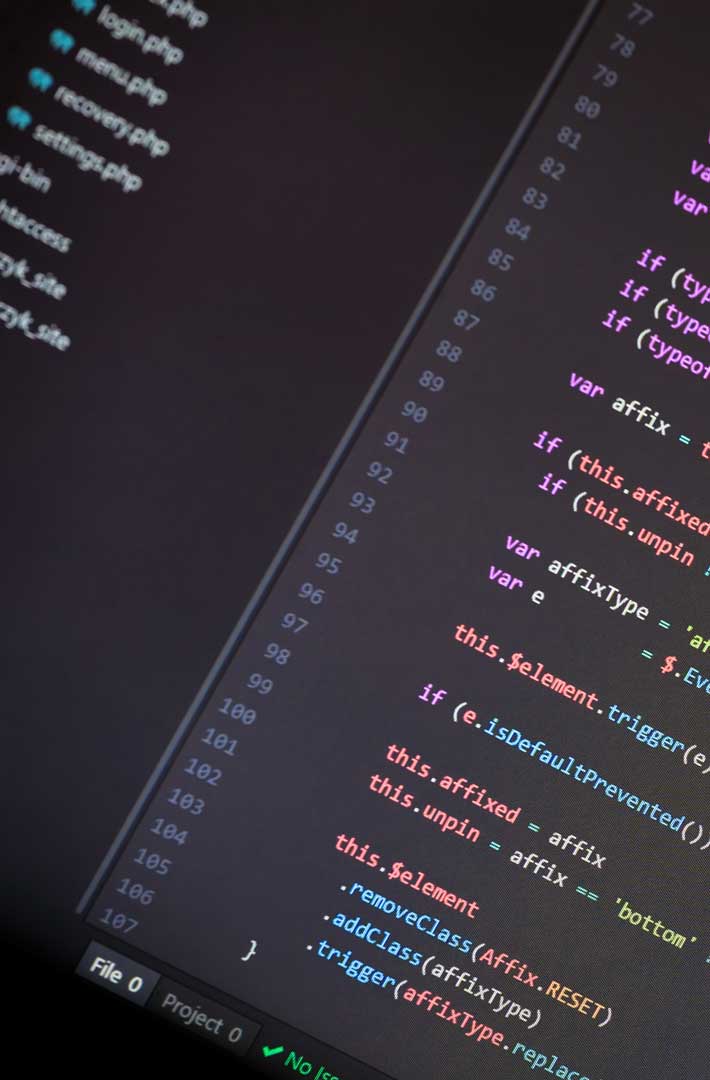 login.php
menu.php
recovery.php
settings.php
gi-bin
htaccess
zyk_site
zyk_site
77
78
79
80
81
82
83
84
85
86
87
88
89
90
91
92
93
94
95
96
97
98
99
100
101
102
103
104
105
106
107
va
var
if (typ
if (type
if (typeof
var affix = t
if (this.affixed
if (this.unpin !
var affixType = 'af
var e = $.Eve
this.$element.trigger(e)
if (e.isDefaultPrevented())
this.affixed = affix
this.unpin = affix == 'bottom'
this.$element
.removeClass(Affix.RESET)
.addClass(affixType)
.trigger(affixType.replace
}
File 0
Project 0
✔ No Iss